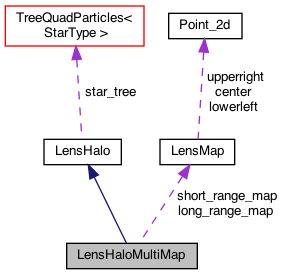 TreeQuadParticles<
StarType >
Point_2d
star_tree
upperright
center
lowerleft
LensHalo
LensMap
short_range_map
long_range_map
LensHaloMultiMap